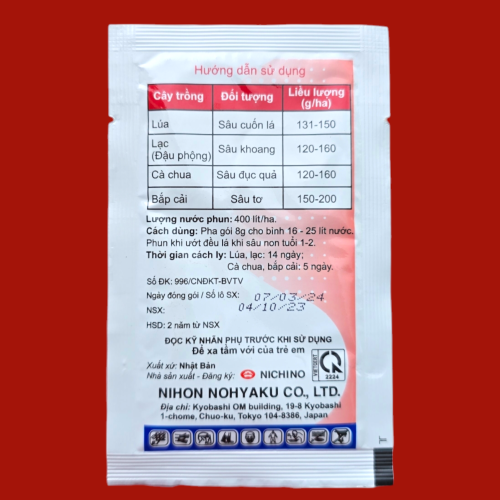 Hướng dẫn sử dụng
Cây trồng Đối tượng Liều lượng
(g/ha)
Lúa Sâu cuốn lá 131-150
Lạc
(Đậu phộng) Sâu khoang 120-160
Cà chua Sâu đục quả 120-160
Bắp cải Sâu tơ 150-200
Lượng nước phun: 400 lít/ha.
Cách dùng: Pha gói 8g cho bình 16 - 25 lít nước.
Phun khi ướt đều lá khi sâu non tuổi 1-2.
Thời gian cách ly: Lúa, lạc: 14 ngày;
Cà chua, bắp cải: 5 ngày.
Số ĐK: 996/CNĐKT-BVTV
Ngày đóng gói / Số lô SX: 07/03/24
NSX: 04/10/23
HSD: 2 năm từ NSX
ĐỌC KỸ NHÃN PHỤ TRƯỚC KHI SỬ DỤNG
Để xa tầm với của trẻ em
Xuất xứ: Nhật Bản
Nhà sản xuất - Đăng ký: NICHINO
2224
NIHON NOHYAKU CO., LTD.
Địa chỉ: Kyobashi OM building, 19-8 Kyobashi
1-chome, Chuo-ku, Tokyo 104-8386, Japan
T